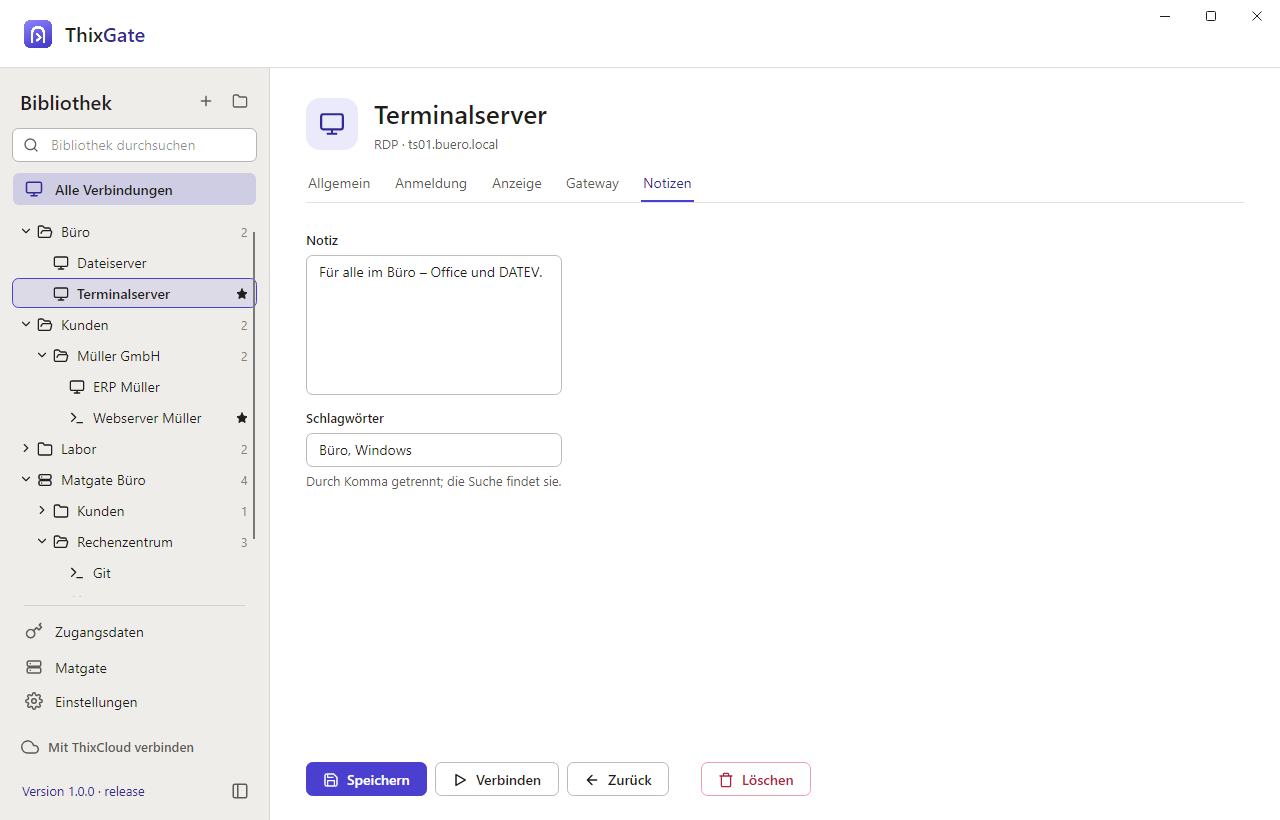 ThixGate
Bibliothek
Bibliothek durchsuchen
Alle Verbindungen
Büro 2
Dateiserver
Terminalserver
Kunden 2
Müller GmbH 2
ERP Müller
Webserver Müller
Labor 2
Matgate Büro 4
Kunden 1
Rechenzentrum 3
Git
Zugangsdaten
Matgate
Einstellungen
Mit ThixCloud verbinden
Version 1.0.0 · release
Terminalserver
RDP · ts01.buero.local
Allgemein Anmeldung Anzeige Gateway Notizen
Notiz
Für alle im Büro – Office und DATEV.
Schlagwörter
Büro, Windows
Durch Komma getrennt; die Suche findet sie.
Speichern Verbinden Zurück Löschen